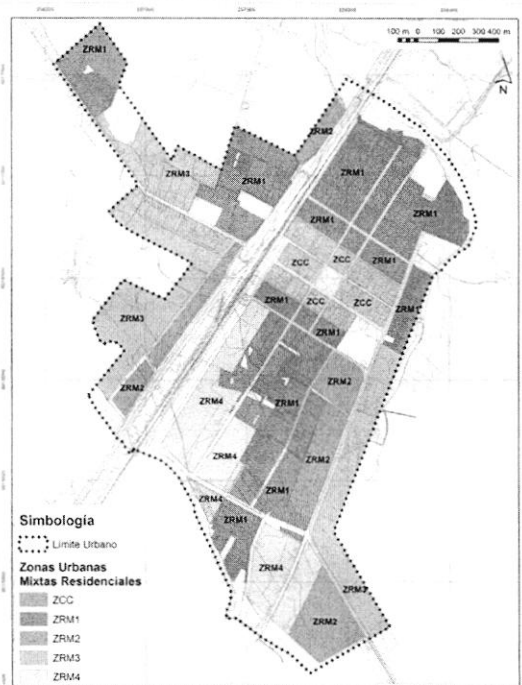 100 m 0 100 200 300 400 m
N
ZRM1
ZRM2
ZRM3
ZRM1
ZRM1
ZRM1
ZRM1
ZCC
ZCC
ZRM1
ZCC
ZCC
ZRM1
ZRM1
ZRM1
ZRM3
ZRM2
ZRM2
ZRM4
ZRM1
ZRM4
ZRM2
ZRM4
ZRM1
ZRM1
ZRM4
ZRM3
ZRM2
Simbología
Límite Urbano
Zonas Urbanas
Mixtas Residenciales
ZCC
ZRM1
ZRM2
ZRM3
ZRM4